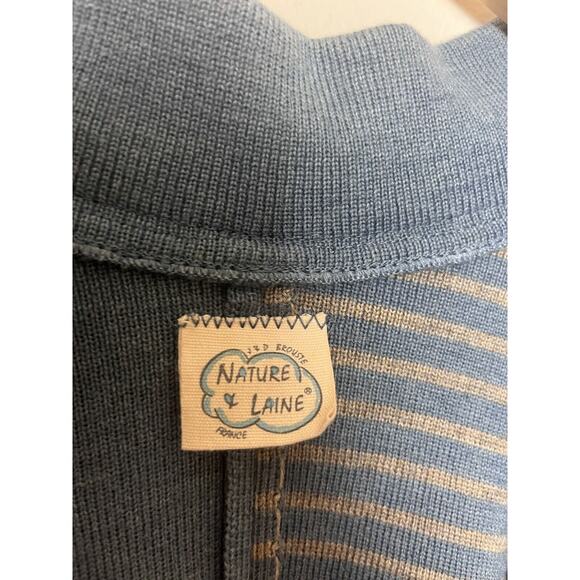 J & D BROUSTE
NATURE
& LAINE ®
FRANCE